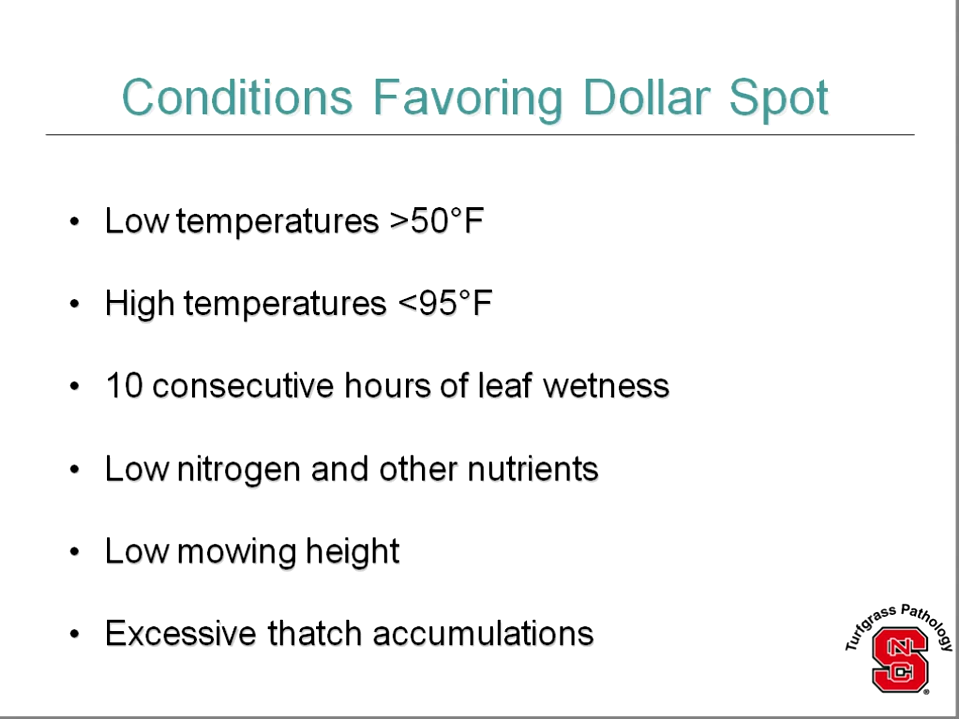 Conditions Favoring Dollar Spot
• Low temperatures >50°F
• High temperatures <95°F
• 10 consecutive hours of leaf wetness
• Low nitrogen and other nutrients
• Low mowing height
• Excessive thatch accumulations
Turfgrass Pathology
NCS
®